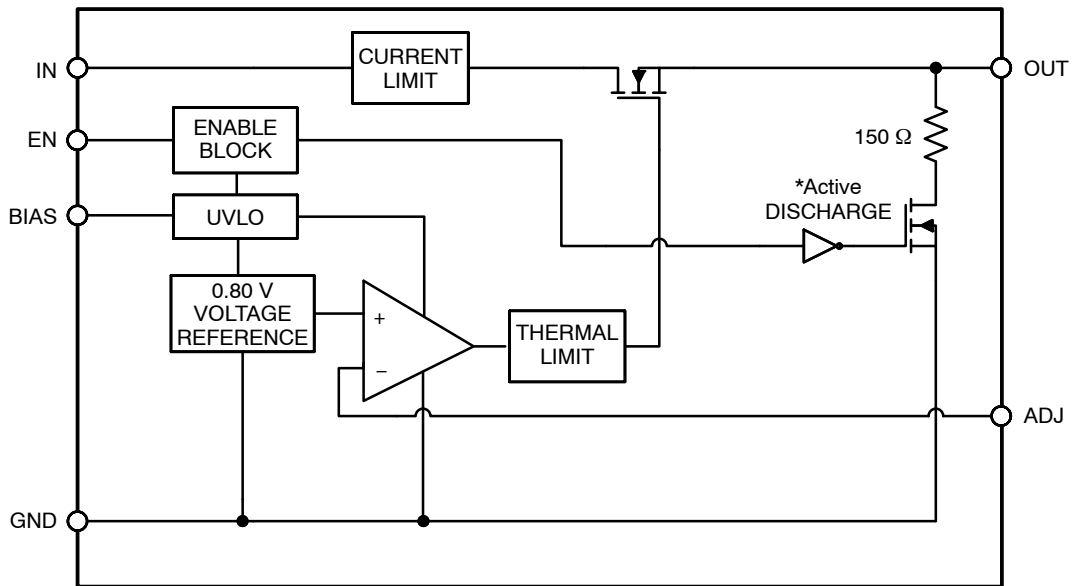 IN
CURRENT
LIMIT
OUT
EN
ENABLE
BLOCK
150 Ω
*Active
DISCHARGE
BIAS
UVLO
0.80 V
VOLTAGE
REFERENCE
+
−
THERMAL
LIMIT
ADJ
GND